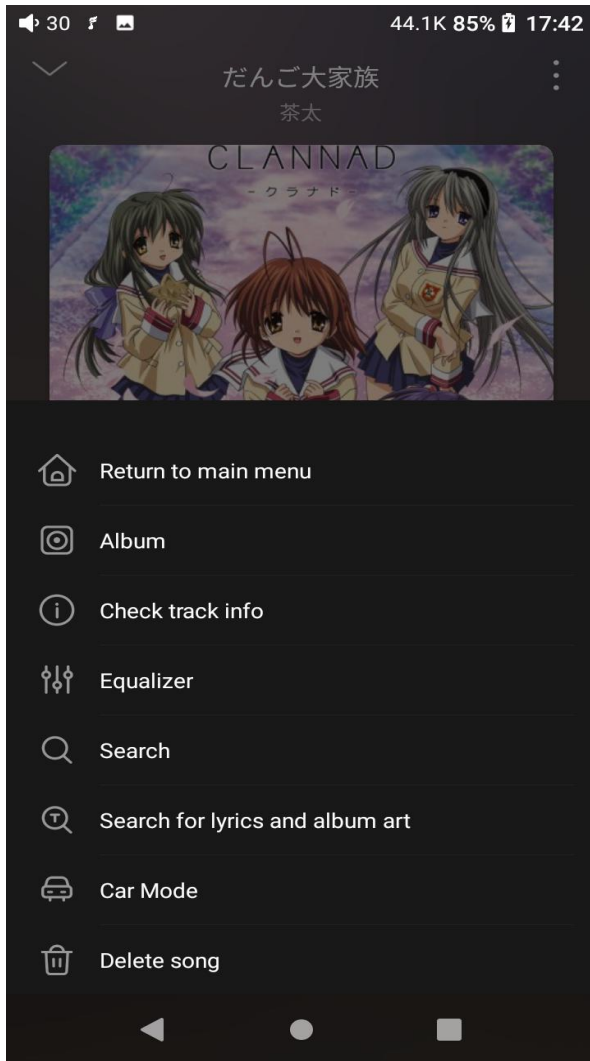 30 44.1K 85% 17:42
だんご大家族
茶太
CLANNAD
-クラナド-
Return to main menu
Album
Check track info
Equalizer
Search
Search for lyrics and album art
Car Mode
Delete song